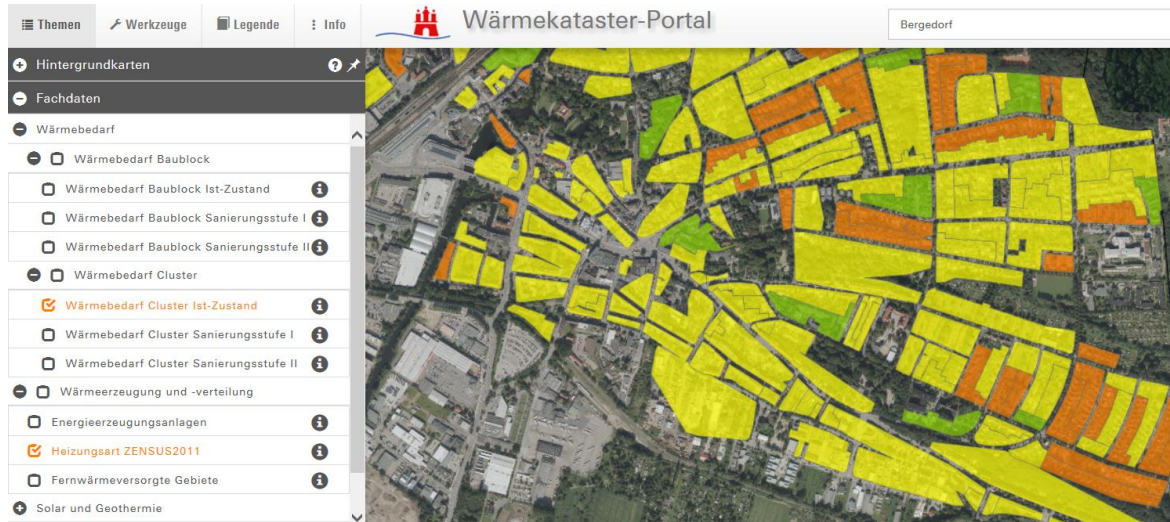 Themen
Werkzeuge
Legende
Info
Wärmekataster-Portal
Bergedorf
Hintergrundkarten
Fachdaten
Wärmebedarf
Wärmebedarf Baublock
Wärmebedarf Baublock Ist-Zustand
Wärmebedarf Baublock Sanierungsstufe I
Wärmebedarf Baublock Sanierungsstufe II
Wärmebedarf Cluster
Wärmebedarf Cluster Ist-Zustand
Wärmebedarf Cluster Sanierungsstufe I
Wärmebedarf Cluster Sanierungsstufe II
Wärmeerzeugung und -verteilung
Energieerzeugungsanlagen
Heizungsart ZENSUS2011
Fernwärmeversorgte Gebiete
Solar und Geothermie